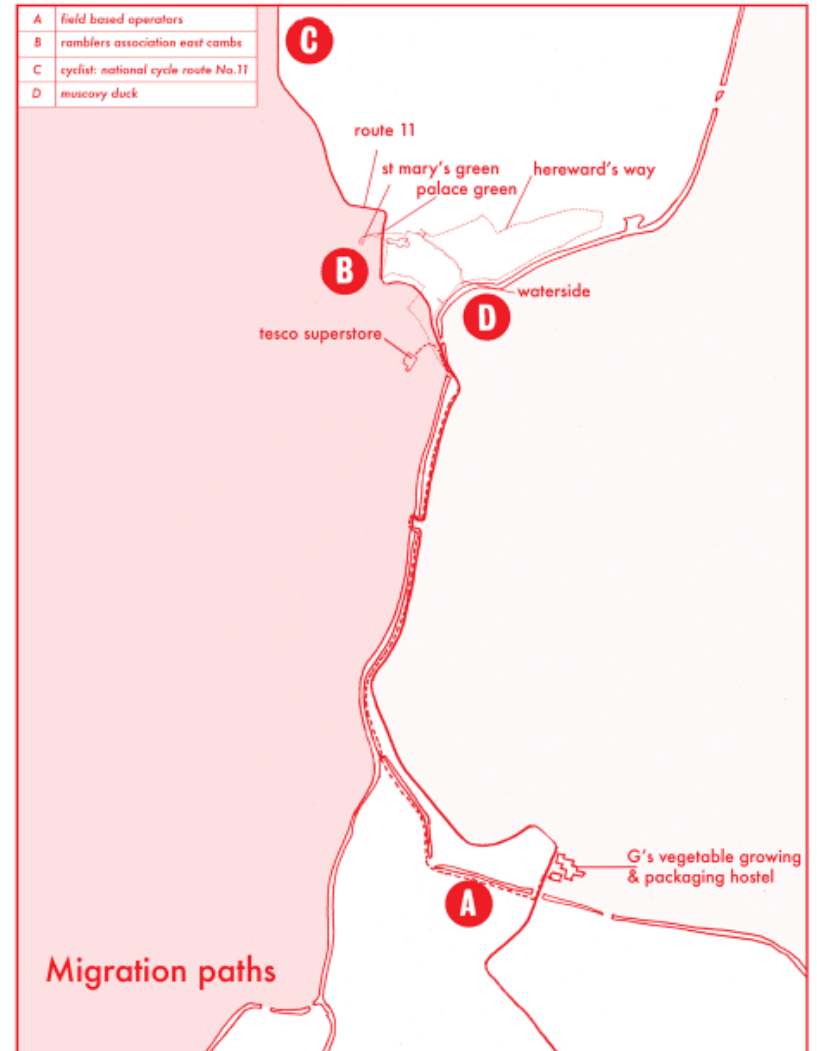 A field based operators
B ramblers association east cambs
C cyclist: national cycle route No.11
D muscovy duck
C
route 11
st mary's green
palace green
hereward's way
B
waterside
D
tesco superstore
G's vegetable growing
& packaging hostel
A
Migration paths